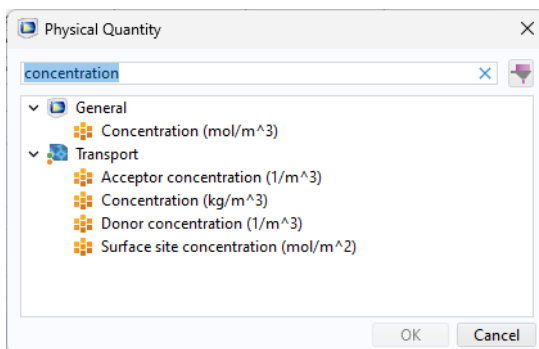 Physical Quantity
concentration
General
Concentration (mol/m^3)
Transport
Acceptor concentration (1/m^3)
Concentration (kg/m^3)
Donor concentration (1/m^3)
Surface site concentration (mol/m^2)
OK Cancel